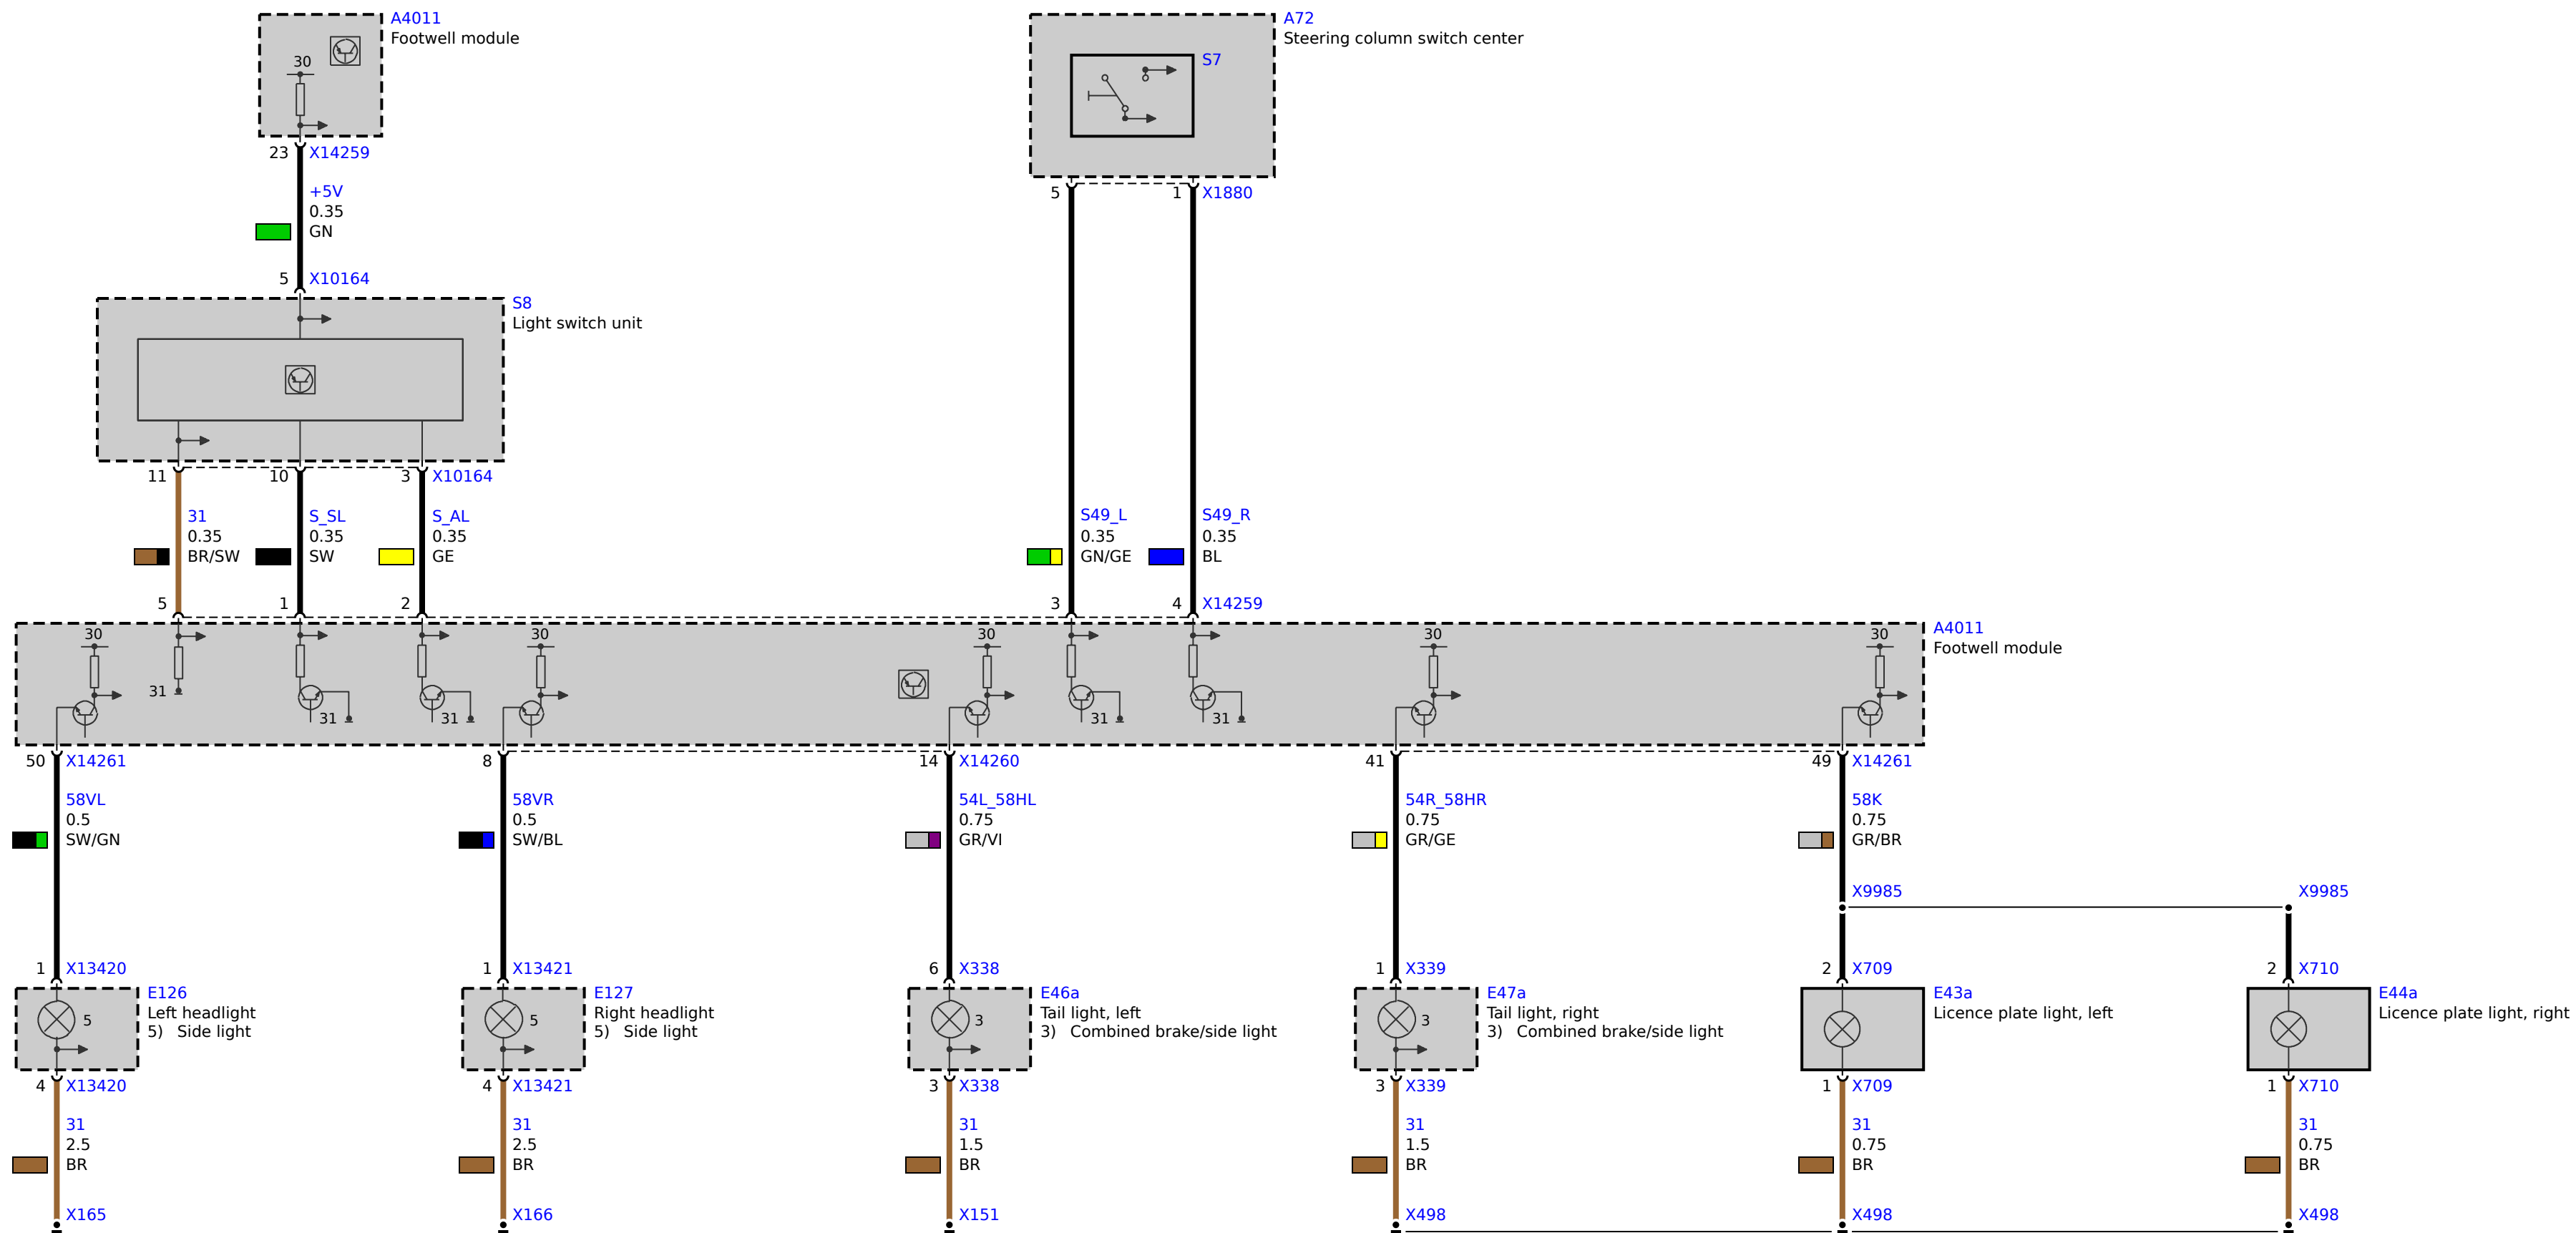 A4011
Footwell module
30
23 X14259
+5V
0.35
GN
5 X10164
A72
Steering column switch center
S7
5 1 X1880
S8
Light switch unit
11 10 3 X10164
31 S_SL S_AL S49_L S49_R
0.35 0.35 0.35 0.35 0.35
BR/SW SW GE GN/GE BL
5 1 2 3 4 X14259
A4011
Footwell module
30 30 30 30 30
31 31 31 31 31
50 X14261 8 14 X14260 41 49 X14261
58VL 58VR 54L_58HL 54R_58HR 58K
0.5 0.5 0.75 0.75 0.75
SW/GN SW/BL GR/VI GR/GE GR/BR
X9985 X9985
1 X13420 1 X13421 6 X338 1 X339 2 X709 2 X710
E126
Left headlight
5) Side light
5
E127
Right headlight
5) Side light
5
E46a
Tail light, left
3) Combined brake/side light
3
E47a
Tail light, right
3) Combined brake/side light
3
E43a
Licence plate light, left
E44a
Licence plate light, right
4 X13420 4 X13421 3 X338 3 X339 1 X709 1 X710
31 31 31 31 31 31
2.5 2.5 1.5 1.5 0.75 0.75
BR BR BR BR BR BR
X165 X166 X151 X498 X498 X498